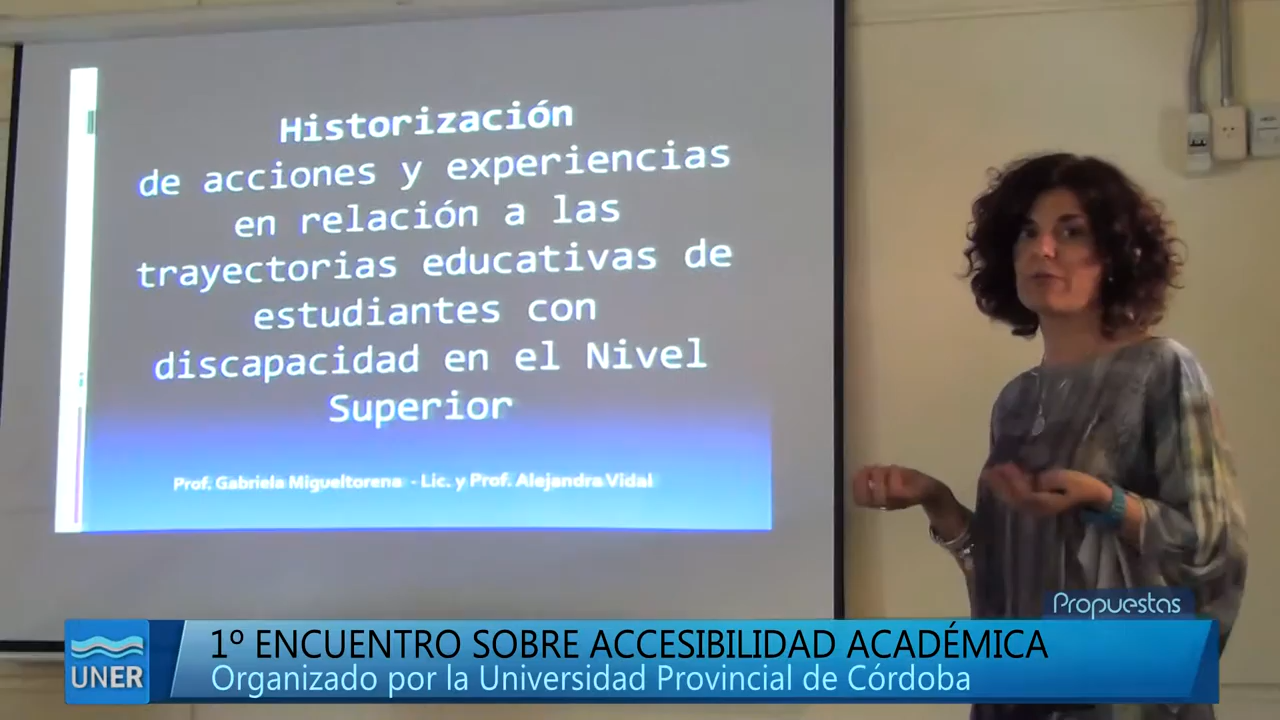 Historización
de acciones y experiencias
en relación a las
trayectorias educativas de
estudiantes con
discapacidad en el Nivel
Superior
Prof. Gabriela Migueltorena - Lic. y Prof. Alejandra Vidal
Propuestas
1º ENCUENTRO SOBRE ACCESIBILIDAD ACADÉMICA
Organizado por la Universidad Provincial de Córdoba
UNER